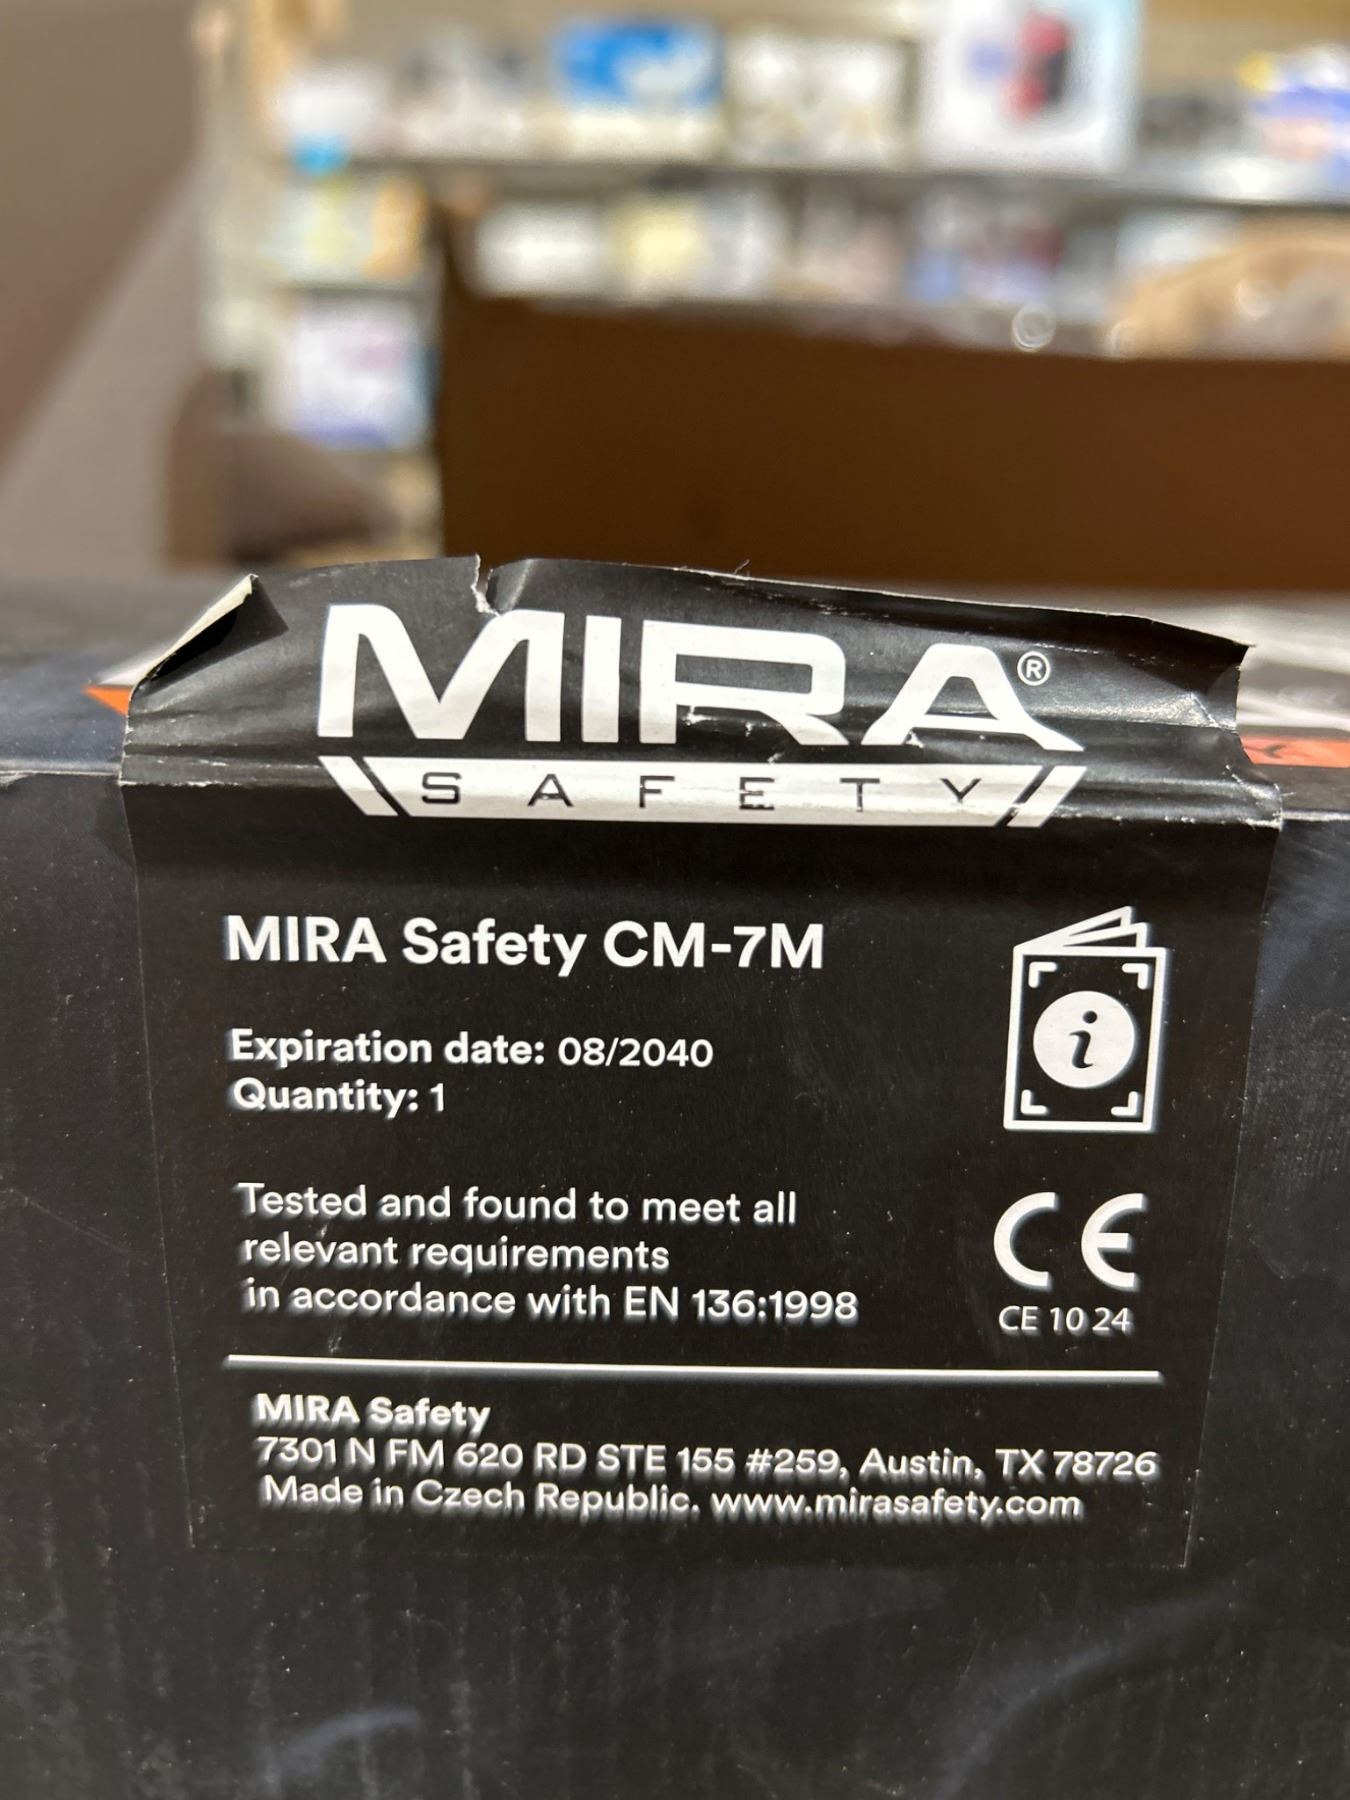 MIRA®
SAFETY
MIRA Safety CM-7M
Expiration date: 08/2040
Quantity: 1
i
Tested and found to meet all
relevant requirements
in accordance with EN 136:1998
CE
CE 10 24
MIRA Safety
7301 N FM 620 RD STE 155 #259, Austin, TX 78726
Made in Czech Republic. www.mirasafety.com